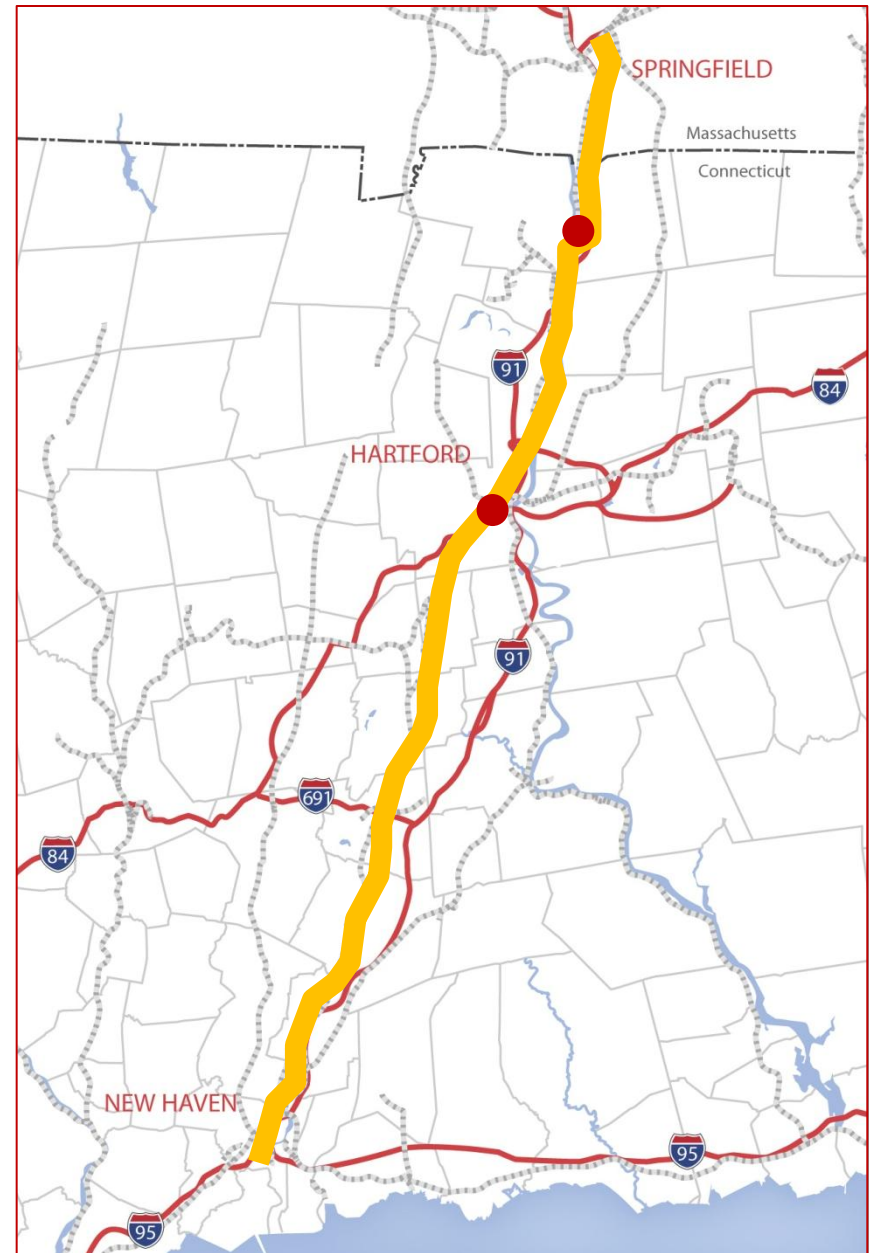 SPRINGFIELD
Massachusetts
Connecticut
91
84
HARTFORD
91
691
84
NEW HAVEN
95
95